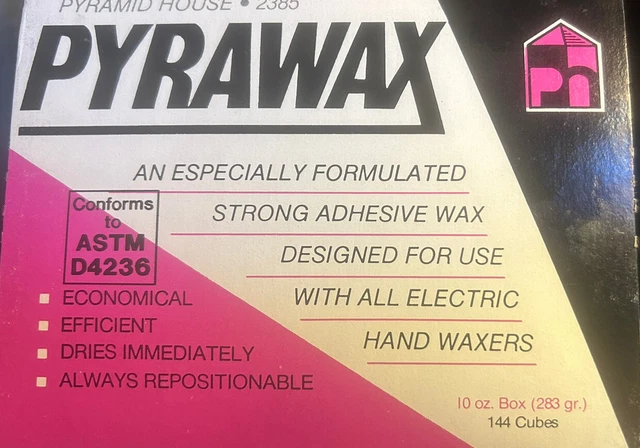 PYRAMID HOUSE • 2385
PYRAWAX
Ph
AN ESPECIALLY FORMULATED
STRONG ADHESIVE WAX
DESIGNED FOR USE
WITH ALL ELECTRIC
HAND WAXERS
Conforms
to
ASTM
D4236
ECONOMICAL
EFFICIENT
DRIES IMMEDIATELY
ALWAYS REPOSITIONABLE
10 oz. Box (283 gr.)
144 Cubes